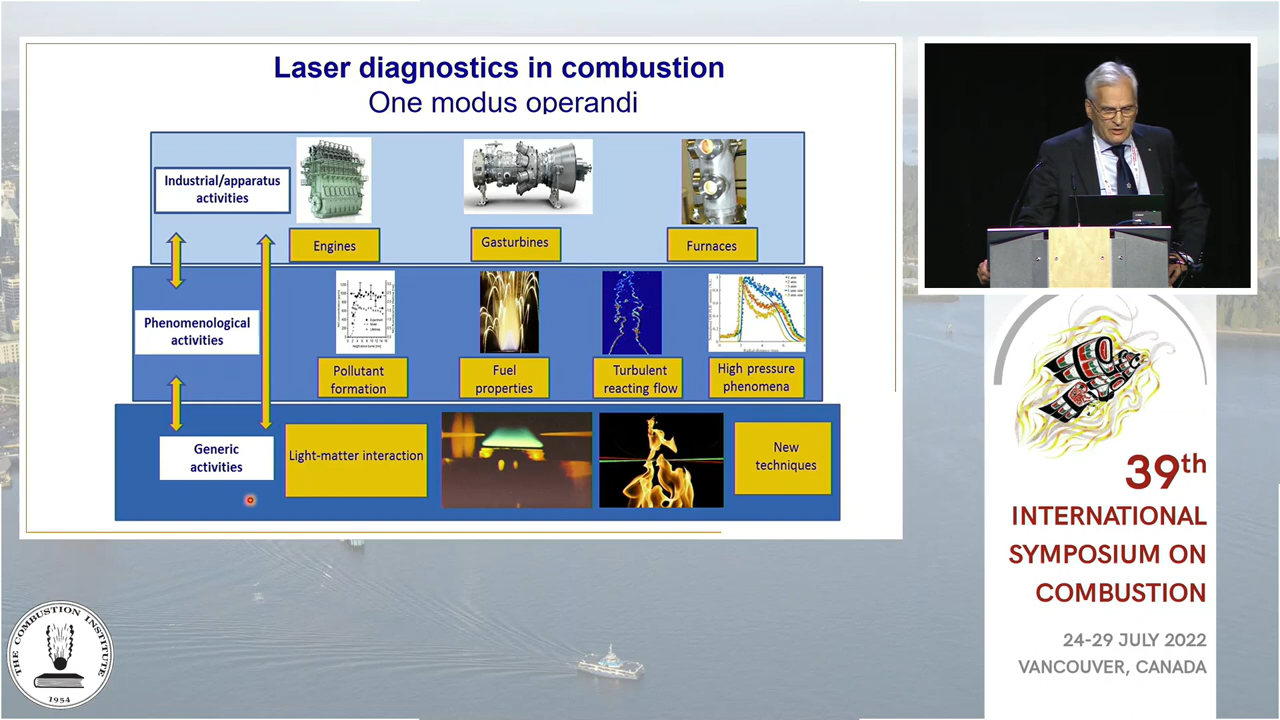 Laser diagnostics in combustion
One modus operandi
Industrial/apparatus
activities
Engines
Gasturbines
Furnaces
Phenomenological
activities
Pollutant
formation
Fuel
properties
Turbulent
reacting flow
High pressure
phenomena
Generic
activities
Light-matter interaction
New
techniques
39th
INTERNATIONAL
SYMPOSIUM ON
COMBUSTION
24-29 JULY 2022
VANCOUVER, CANADA
THE COMBUSTION INSTITUTE
1954